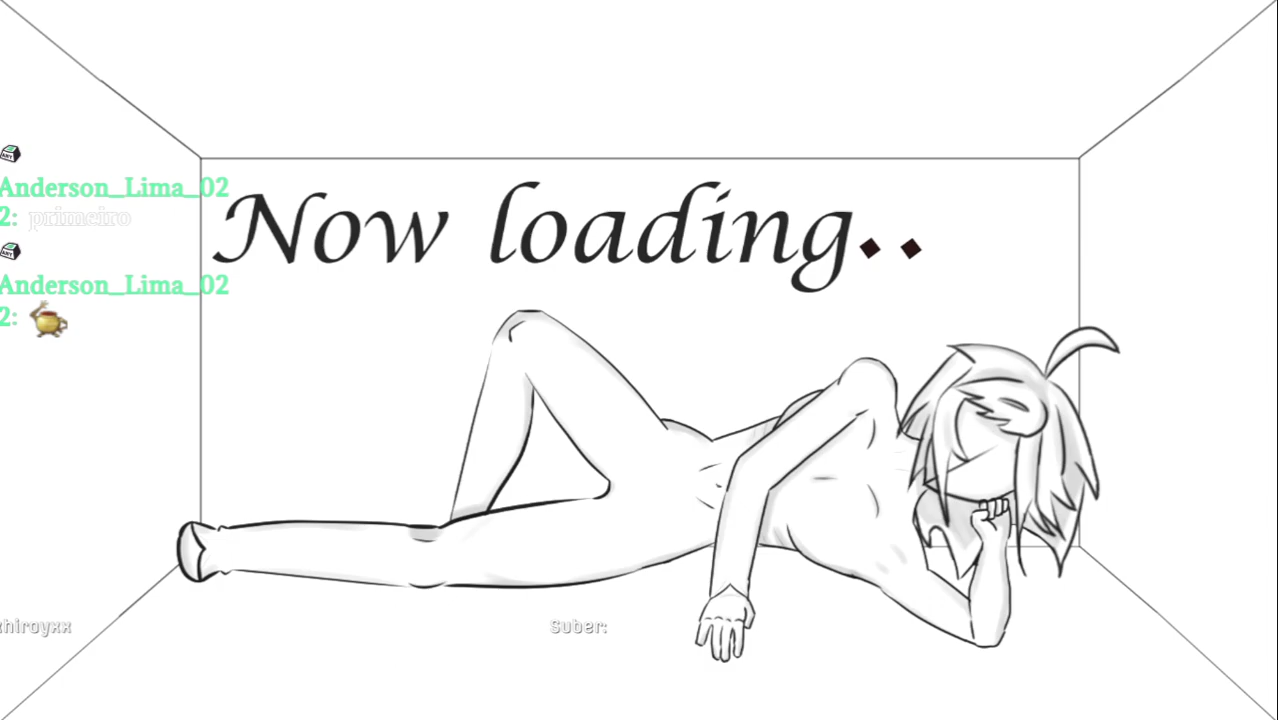 Anderson_Lima_02
2: primeiro
Now loading..
Anderson_Lima_02
2:
hiroyxx
Suber: